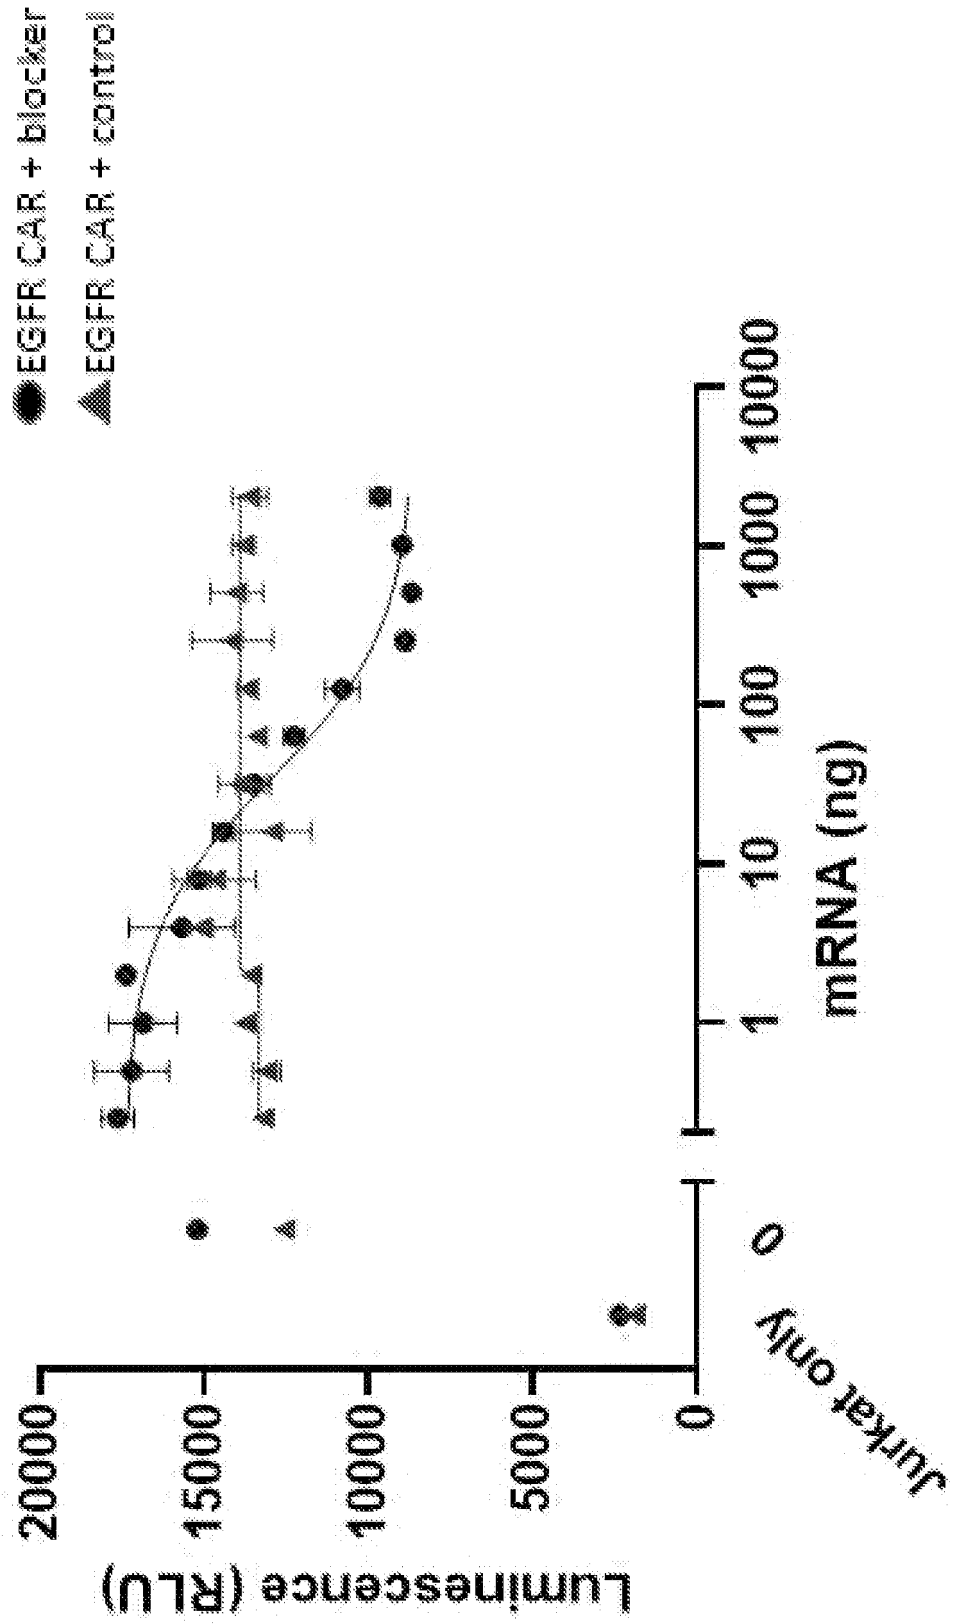 EGFR CAR + blocker
EGFR CAR + control
Luminescence (RLU)
20000
15000
10000
5000
0
Jurkat only
0
1
10
100
1000
10000
mRNA (ng)